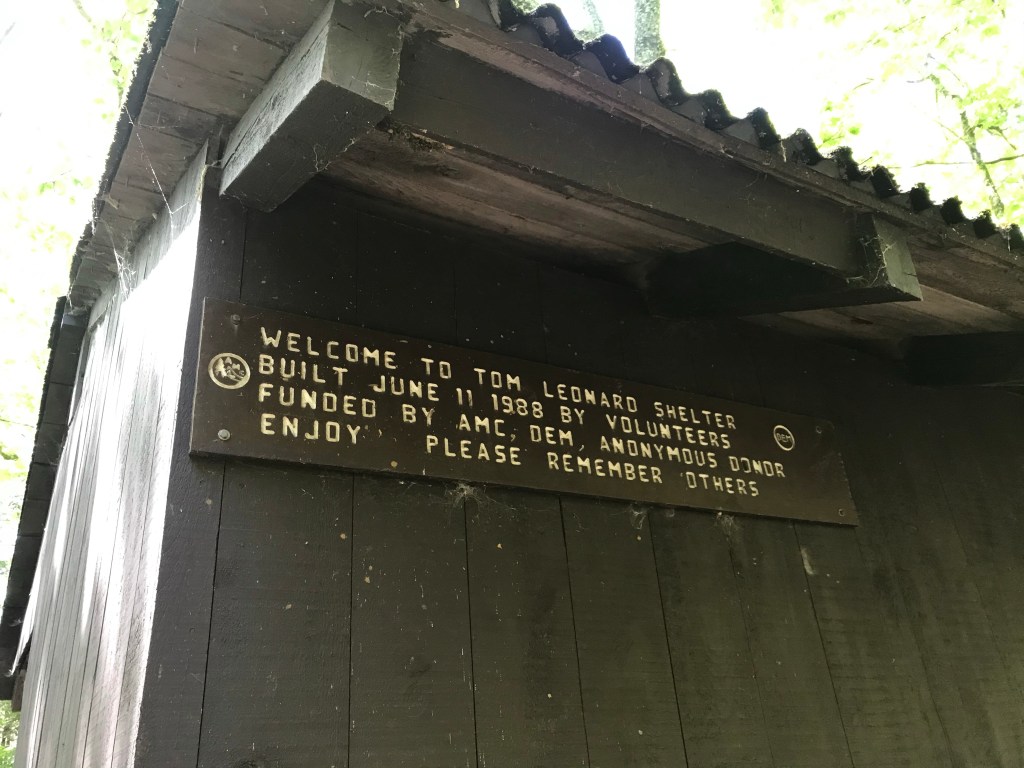 WELCOME TO TOM LEONARD SHELTER
BUILT JUNE 11 1988 BY VOLUNTEERS
FUNDED BY AMC, DEM, ANONYMOUS DONOR
ENJOY PLEASE REMEMBER OTHERS
DEM